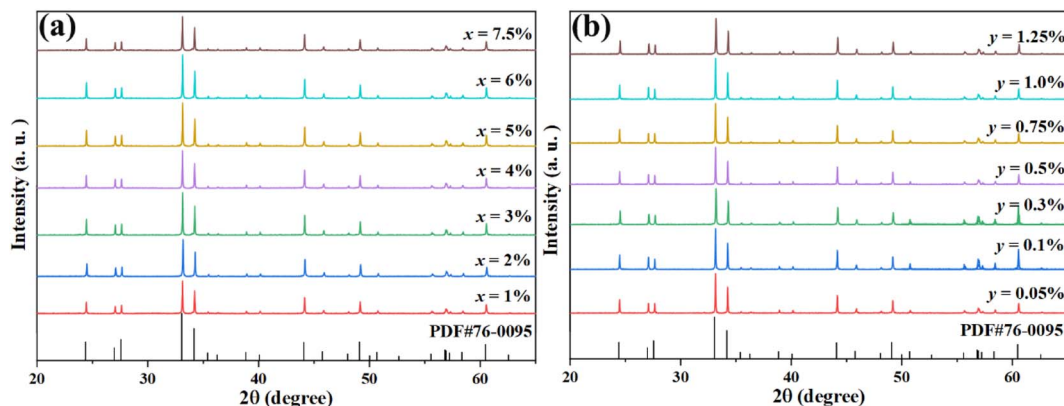 (a)
x = 7.5%
x = 6%
x = 5%
x = 4%
x = 3%
x = 2%
x = 1%
PDF#76-0095
Intensity (a. u.)
20 30 40 50 60
2θ (degree)
(b)
y = 1.25%
y = 1.0%
y = 0.75%
y = 0.5%
y = 0.3%
y = 0.1%
y = 0.05%
PDF#76-0095
Intensity (a. u.)
20 30 40 50 60
2θ (degree)